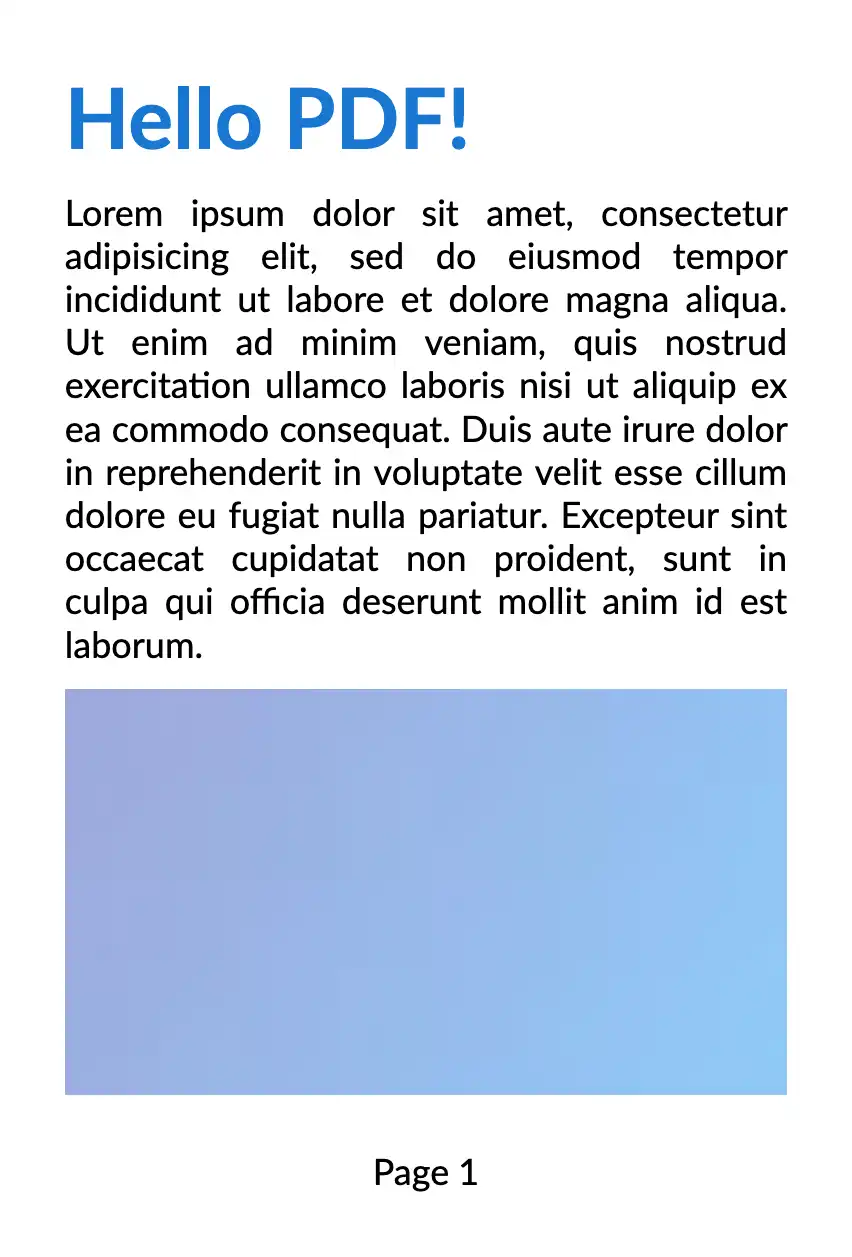 Hello PDF!
Lorem ipsum dolor sit amet, consectetur
adipisicing elit, sed do eiusmod tempor
incididunt ut labore et dolore magna aliqua.
Ut enim ad minim veniam, quis nostrud
exercitation ullamco laboris nisi ut aliquip ex
ea commodo consequat. Duis aute irure dolor
in reprehenderit in voluptate velit esse cillum
dolore eu fugiat nulla pariatur. Excepteur sint
occaecat cupidatat non proident, sunt in
culpa qui officia deserunt mollit anim id est
laborum.
Page 1